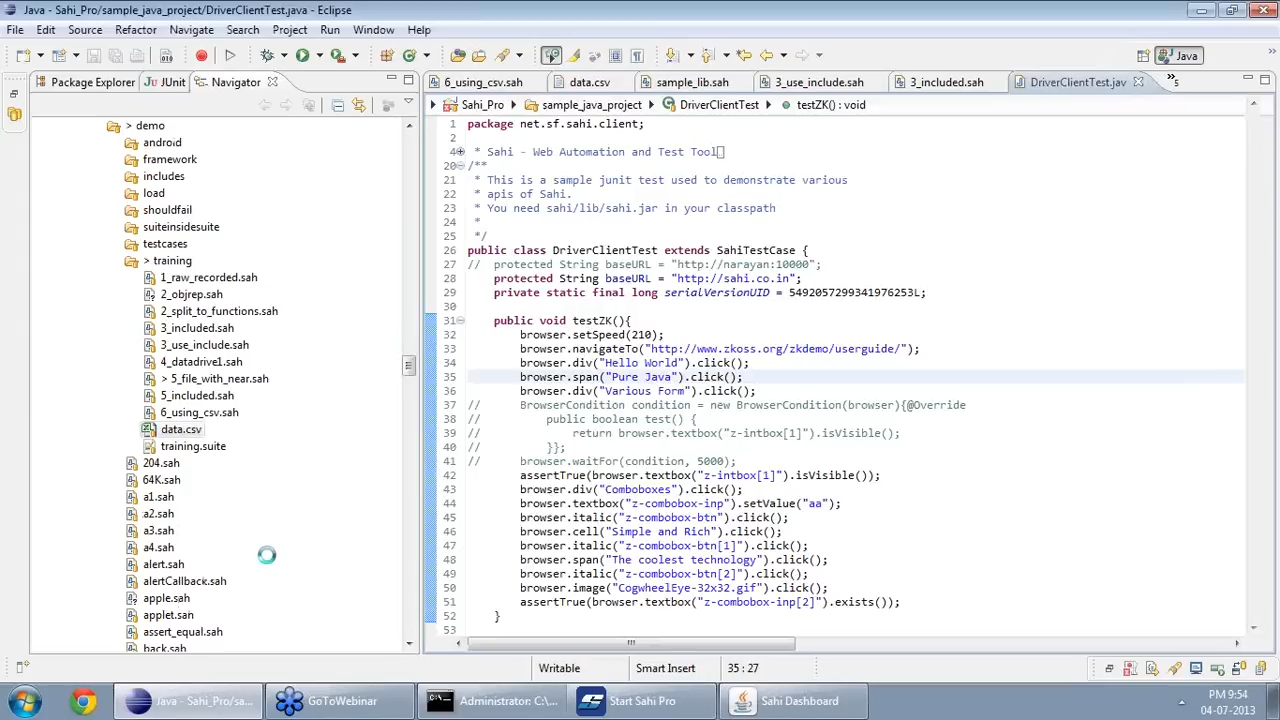 Java - Sahi_Pro/sample_java_project/DriverClientTest.java - Eclipse
File Edit Source Refactor Navigate Search Project Run Window Help
Java
Package Explorer JUnit Navigator
6_using_csv.sah data.csv sample_lib.sah 3_use_include.sah 3_included.sah DriverClientTest.jav »5
Sahi_Pro sample_java_project DriverClientTest testZK() : void
> demo
android
framework
includes
load
shouldfail
suiteinsidesuite
testcases
> training
1_raw_recorded.sah
2_objrep.sah
2_split_to_functions.sah
3_included.sah
3_use_include.sah
4_datadrive1.sah
> 5_file_with_near.sah
5_included.sah
6_using_csv.sah
data.csv
training.suite
204.sah
64K.sah
a1.sah
a2.sah
a3.sah
a4.sah
alert.sah
alertCallback.sah
apple.sah
applet.sah
assert_equal.sah
back.sah
1 package net.sf.sahi.client;
2
4 * Sahi - Web Automation and Test Tool
20 /**
21 * This is a sample junit test used to demonstrate various
22 * apis of Sahi.
23 * You need sahi/lib/sahi.jar in your classpath
24 *
25 */
26 public class DriverClientTest extends SahiTestCase {
27 // protected String baseURL = "http://narayan:10000";
28 protected String baseURL = "http://sahi.co.in";
29 private static final long serialVersionUID = 5492057299341976253L;
30
31 public void testZK(){
32 browser.setSpeed(210);
33 browser.navigateTo("http://www.zkoss.org/zkdemo/userguide/");
34 browser.div("Hello World").click();
35 browser.span("Pure Java").click();
36 browser.div("Various Form").click();
37 // BrowserCondition condition = new BrowserCondition(browser){@Override
38 // public boolean test() {
39 // return browser.textbox("z-intbox[1]").isVisible();
40 // }};
41 // browser.waitFor(condition, 5000);
42 assertTrue(browser.textbox("z-intbox[1]").isVisible());
43 browser.div("Comboboxes").click();
44 browser.textbox("z-combobox-inp").setValue("aa");
45 browser.italic("z-combobox-btn").click();
46 browser.cell("Simple and Rich").click();
47 browser.italic("z-combobox-btn[1]").click();
48 browser.span("The coolest technology").click();
49 browser.italic("z-combobox-btn[2]").click();
50 browser.image("CogwheelEye-32x32.gif").click();
51 assertTrue(browser.textbox("z-combobox-inp[2]").exists());
52 }
53
Writable Smart Insert 35 : 27
Java - Sahi_Pro/sa... GoToWebinar Administrator: C:\... Start Sahi Pro Sahi Dashboard
PM 9:54
04-07-2013